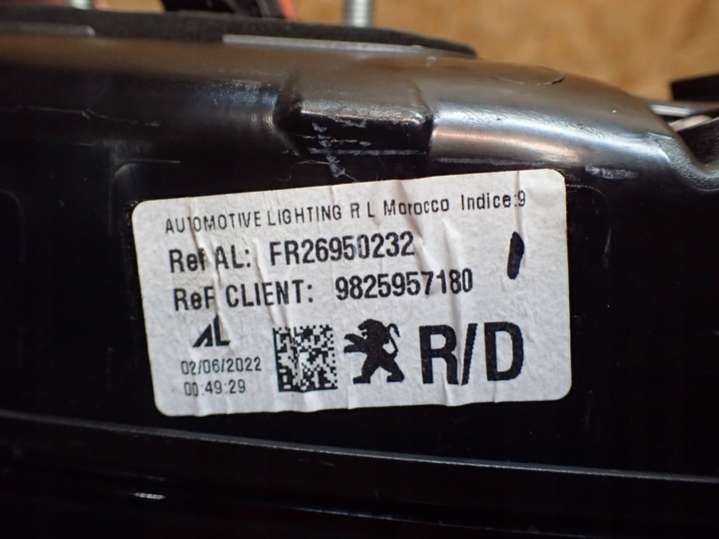 AUTOMOTIVE LIGHTING R L Morocco Indice:9
Ref AL: FR26950232
ReF CLIENT: 9825957180
AL
02/06/2022
00:49:29
R/D